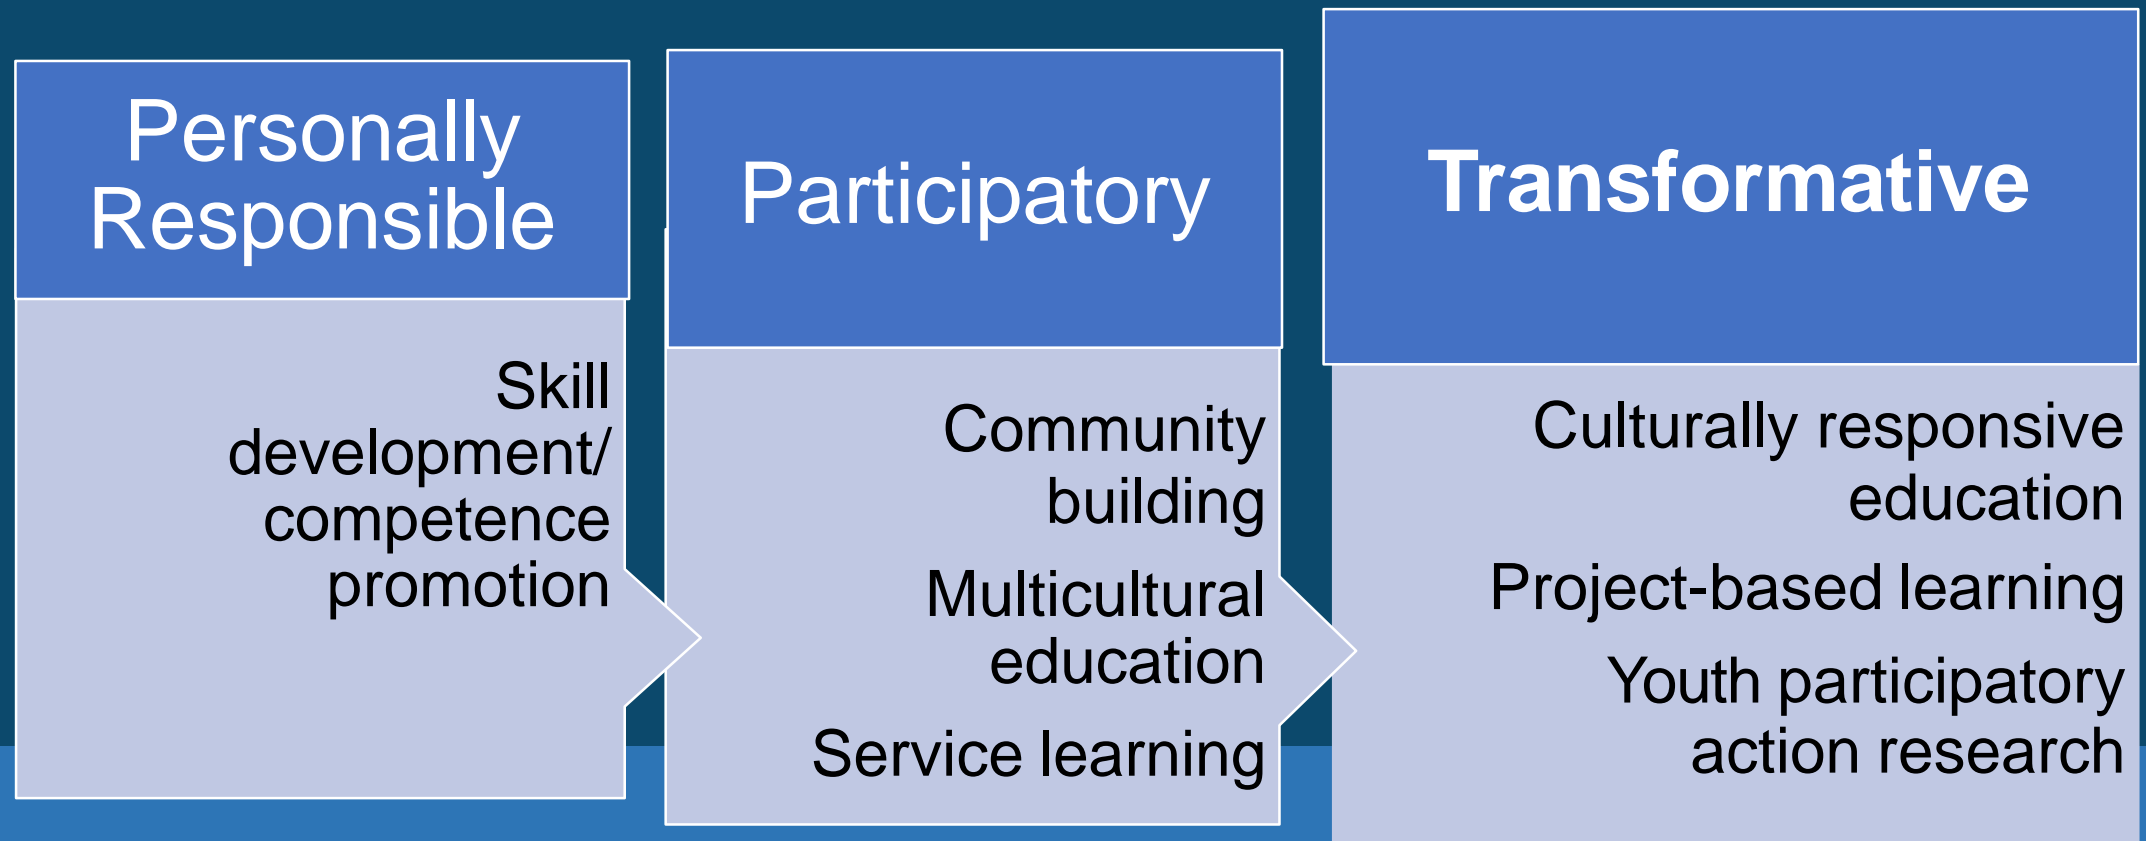 Personally
Responsible
Skill
development/
competence
promotion
Participatory
Community
building
Multicultural
education
Service learning
Transformative
Culturally responsive
education
Project-based learning
Youth participatory
action research